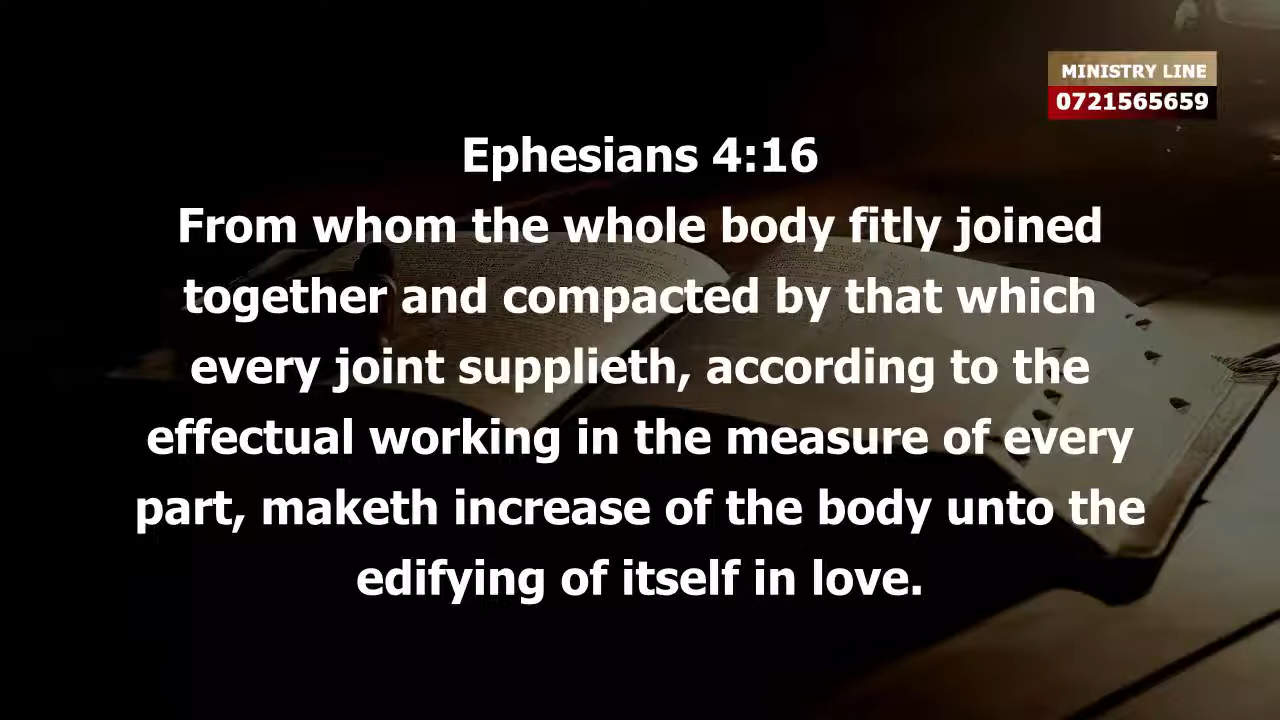 MINISTRY LINE
0721565659
Ephesians 4:16
From whom the whole body fitly joined
together and compacted by that which
every joint supplieth, according to the
effectual working in the measure of every
part, maketh increase of the body unto the
edifying of itself in love.